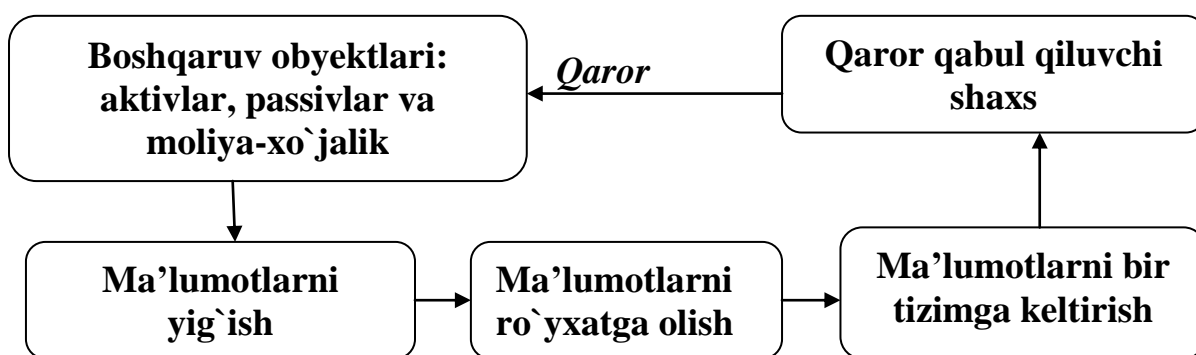 Boshqaruv obyektlari:
aktivlar, passivlar va
moliya-xo`jalik
Qaror
Qaror qabul qiluvchi
shaxs
Ma’lumotlarni
yig`ish
Ma’lumotlarni
ro`yxatga olish
Ma’lumotlarni bir
tizimga keltirish